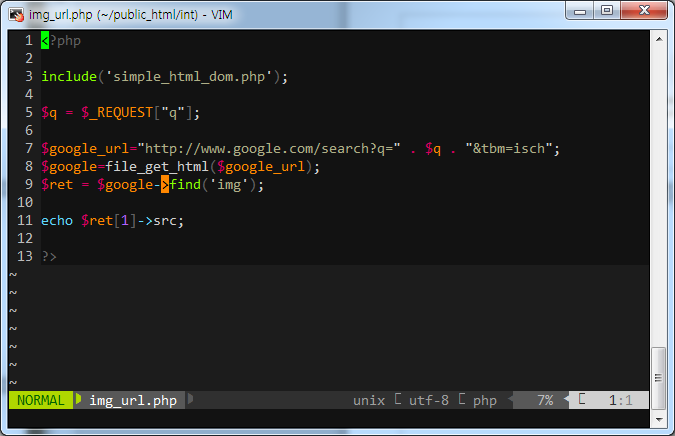 img_url.php (~/public_html/int) - VIM
1 <?php
2
3 include('simple_html_dom.php');
4
5 $q = $_REQUEST["q"];
6
7 $google_url="http://www.google.com/search?q=" . $q . "&tbm=isch";
8 $google=file_get_html($google_url);
9 $ret = $google->find('img');
10
11 echo $ret[1]->src;
12
13 ?>
~
~
~
~
~
~
~
NORMAL img_url.php unix utf-8 php 7% 1:1